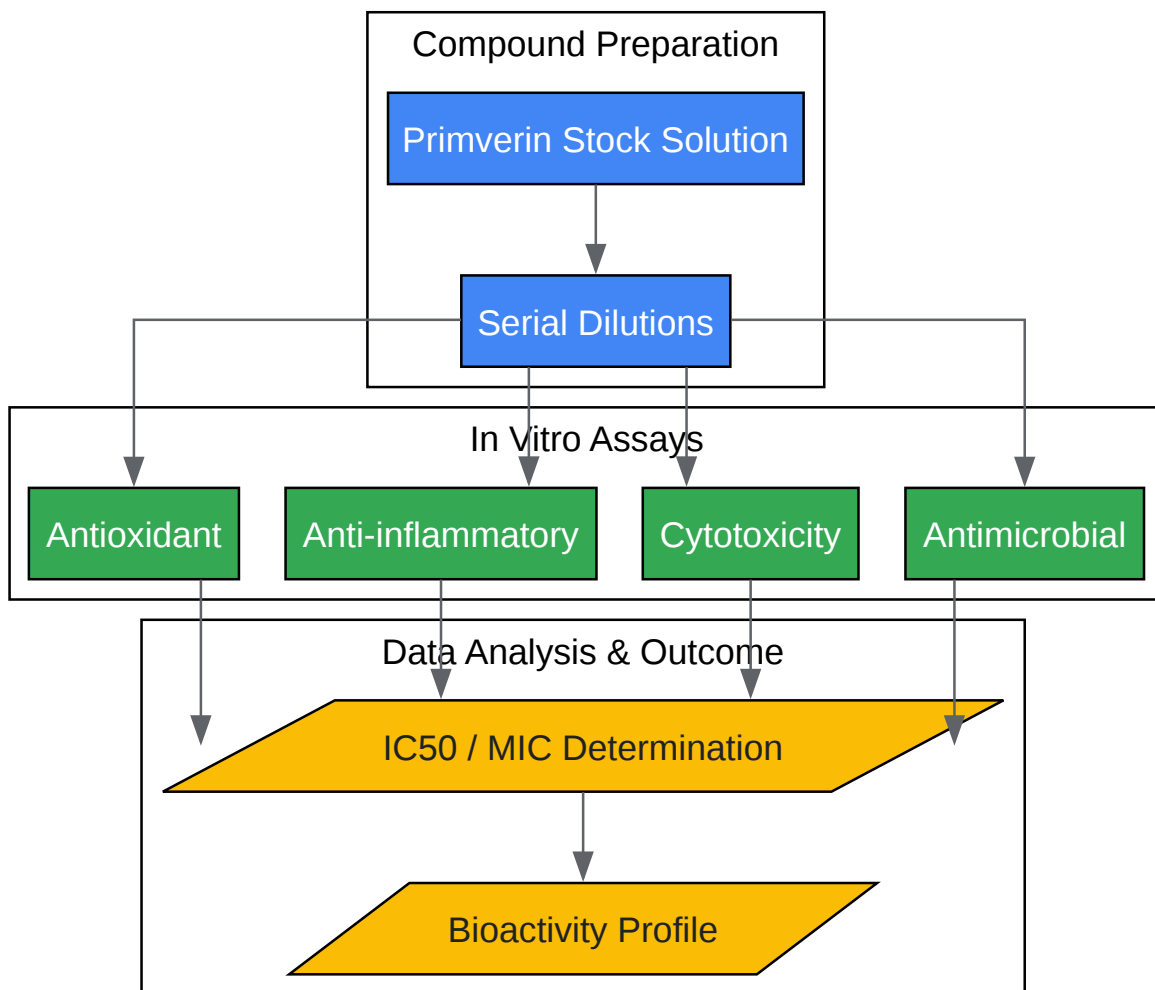 Compound Preparation
Primverin Stock Solution
Serial Dilutions
In Vitro Assays
Antioxidant
Anti-inflammatory
Cytotoxicity
Antimicrobial
Data Analysis & Outcome
IC50 / MIC Determination
Bioactivity Profile